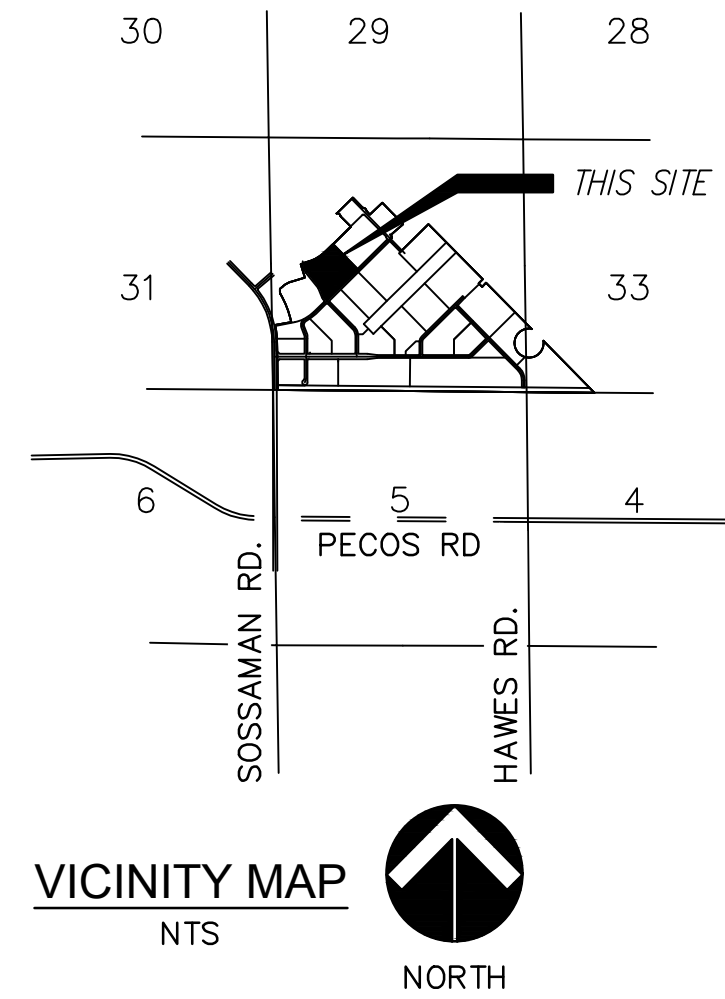 30 29 28
THIS SITE
31 33
6 5 4
PECOS RD
SOSSAMAN RD.
HAWES RD.
VICINITY MAP
NTS
NORTH